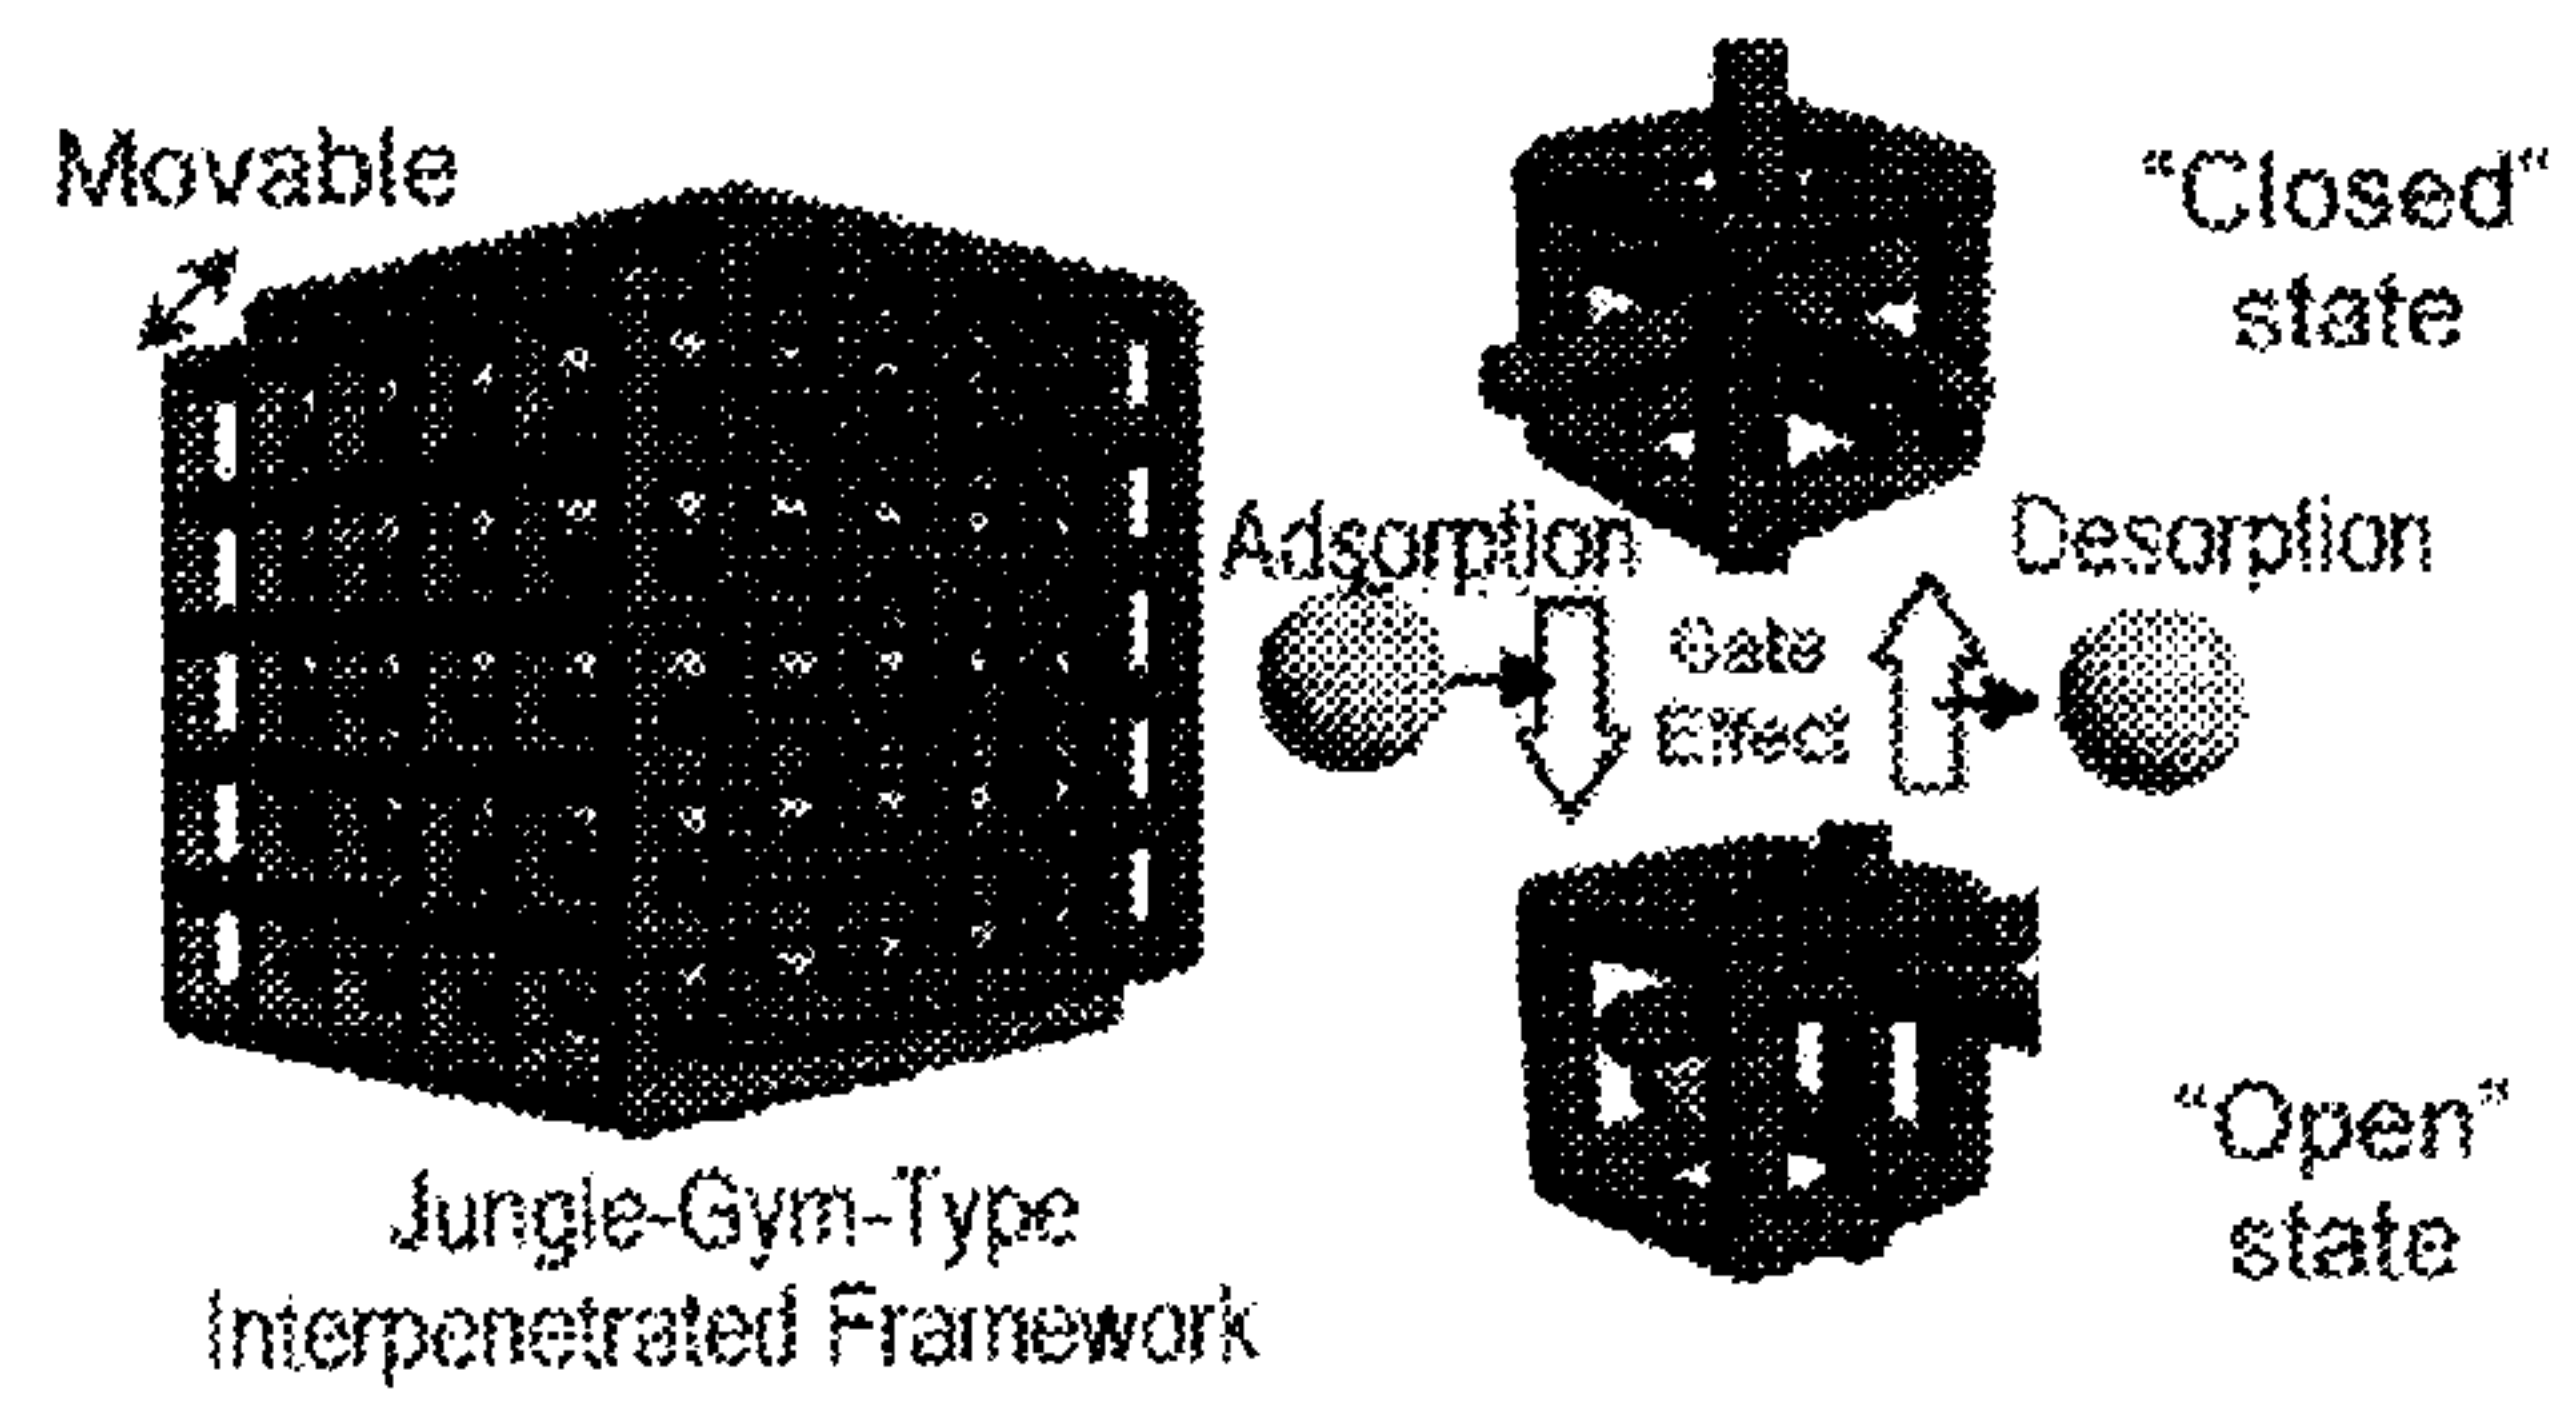 Movable
"Closed"
state
Adsorption
Desorption
Gate
Effect
"Open"
state
Jungle-Gym-Type
Interpenetrated Framework